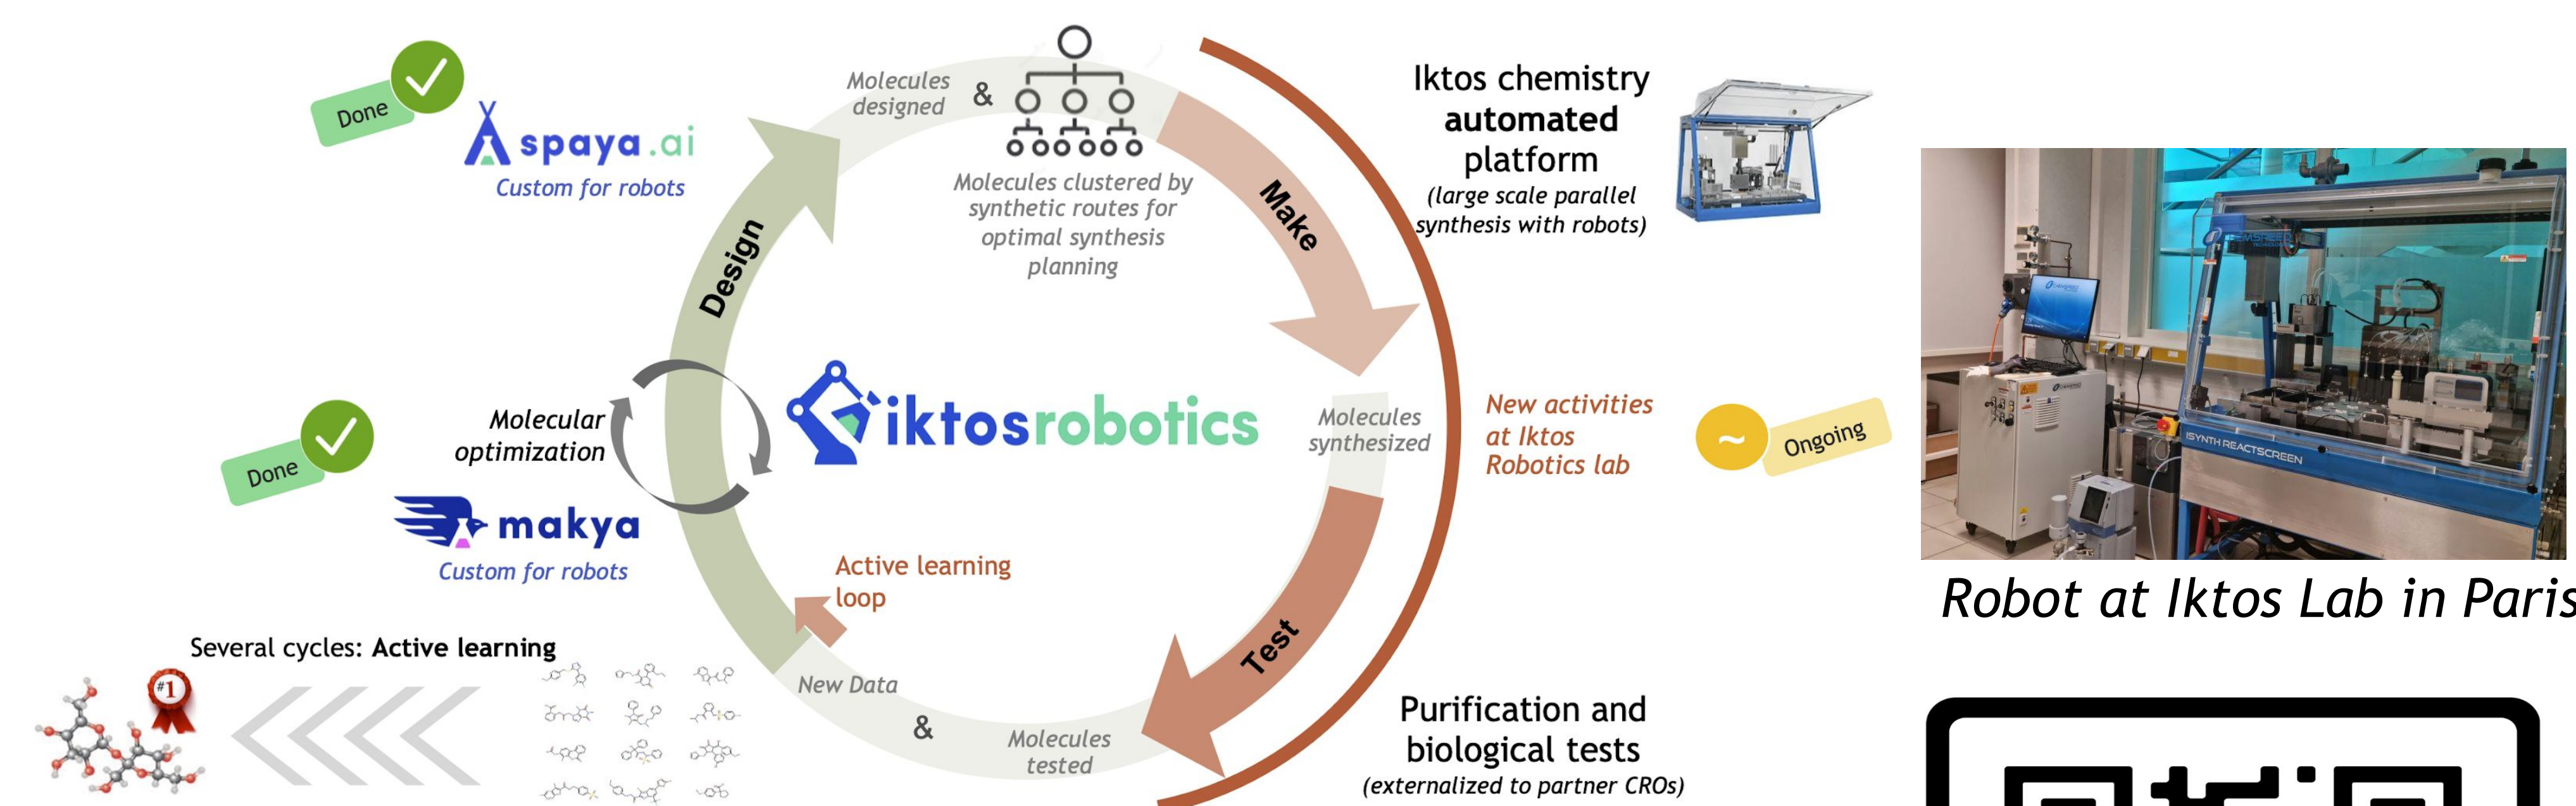 Done
spaya.ai
Custom for robots
Molecules
designed
&
Molecules clustered by
synthetic routes for
optimal synthesis
planning
Design
Make
Iktos chemistry
automated
platform
(large scale parallel
synthesis with robots)
Molecular
optimization
Done
makya
Custom for robots
iktosrobotics
Molecules
synthesized
New activities
at Iktos
Robotics lab
~
Ongoing
ISYNTH REACTSCREEN
Robot at Iktos Lab in Paris
Active learning
loop
Test
Several cycles: Active learning
#1
New Data
&
Molecules
tested
Purification and
biological tests
(externalized to partner CROs)